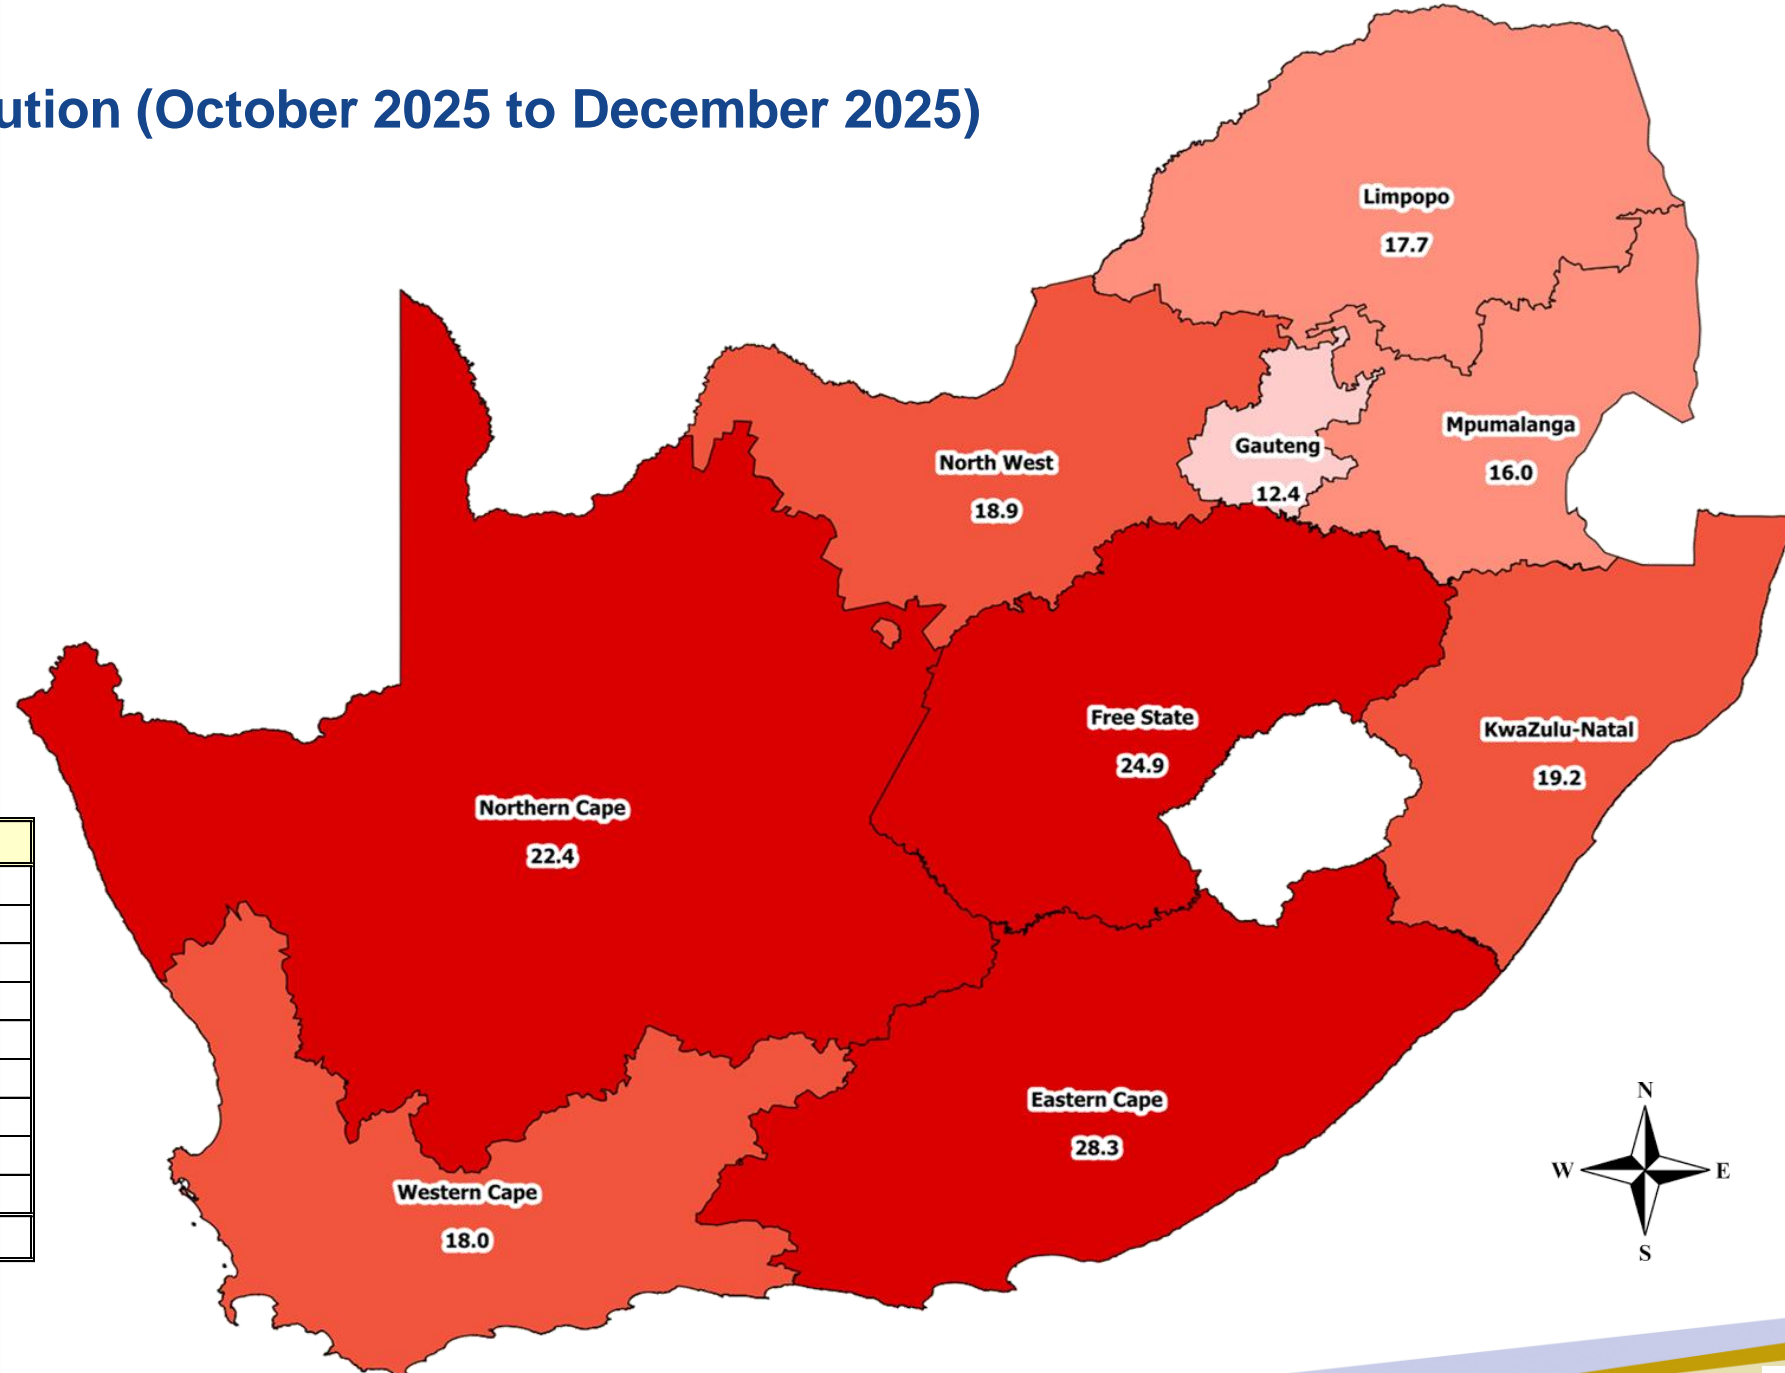 ution (October 2025 to December 2025)
Limpopo
17.7
Mpumalanga
16.0
Gauteng
12.4
North West
18.9
Free State
24.9
KwaZulu-Natal
19.2
Northern Cape
22.4
Eastern Cape
28.3
Western Cape
18.0
N
W
E
S